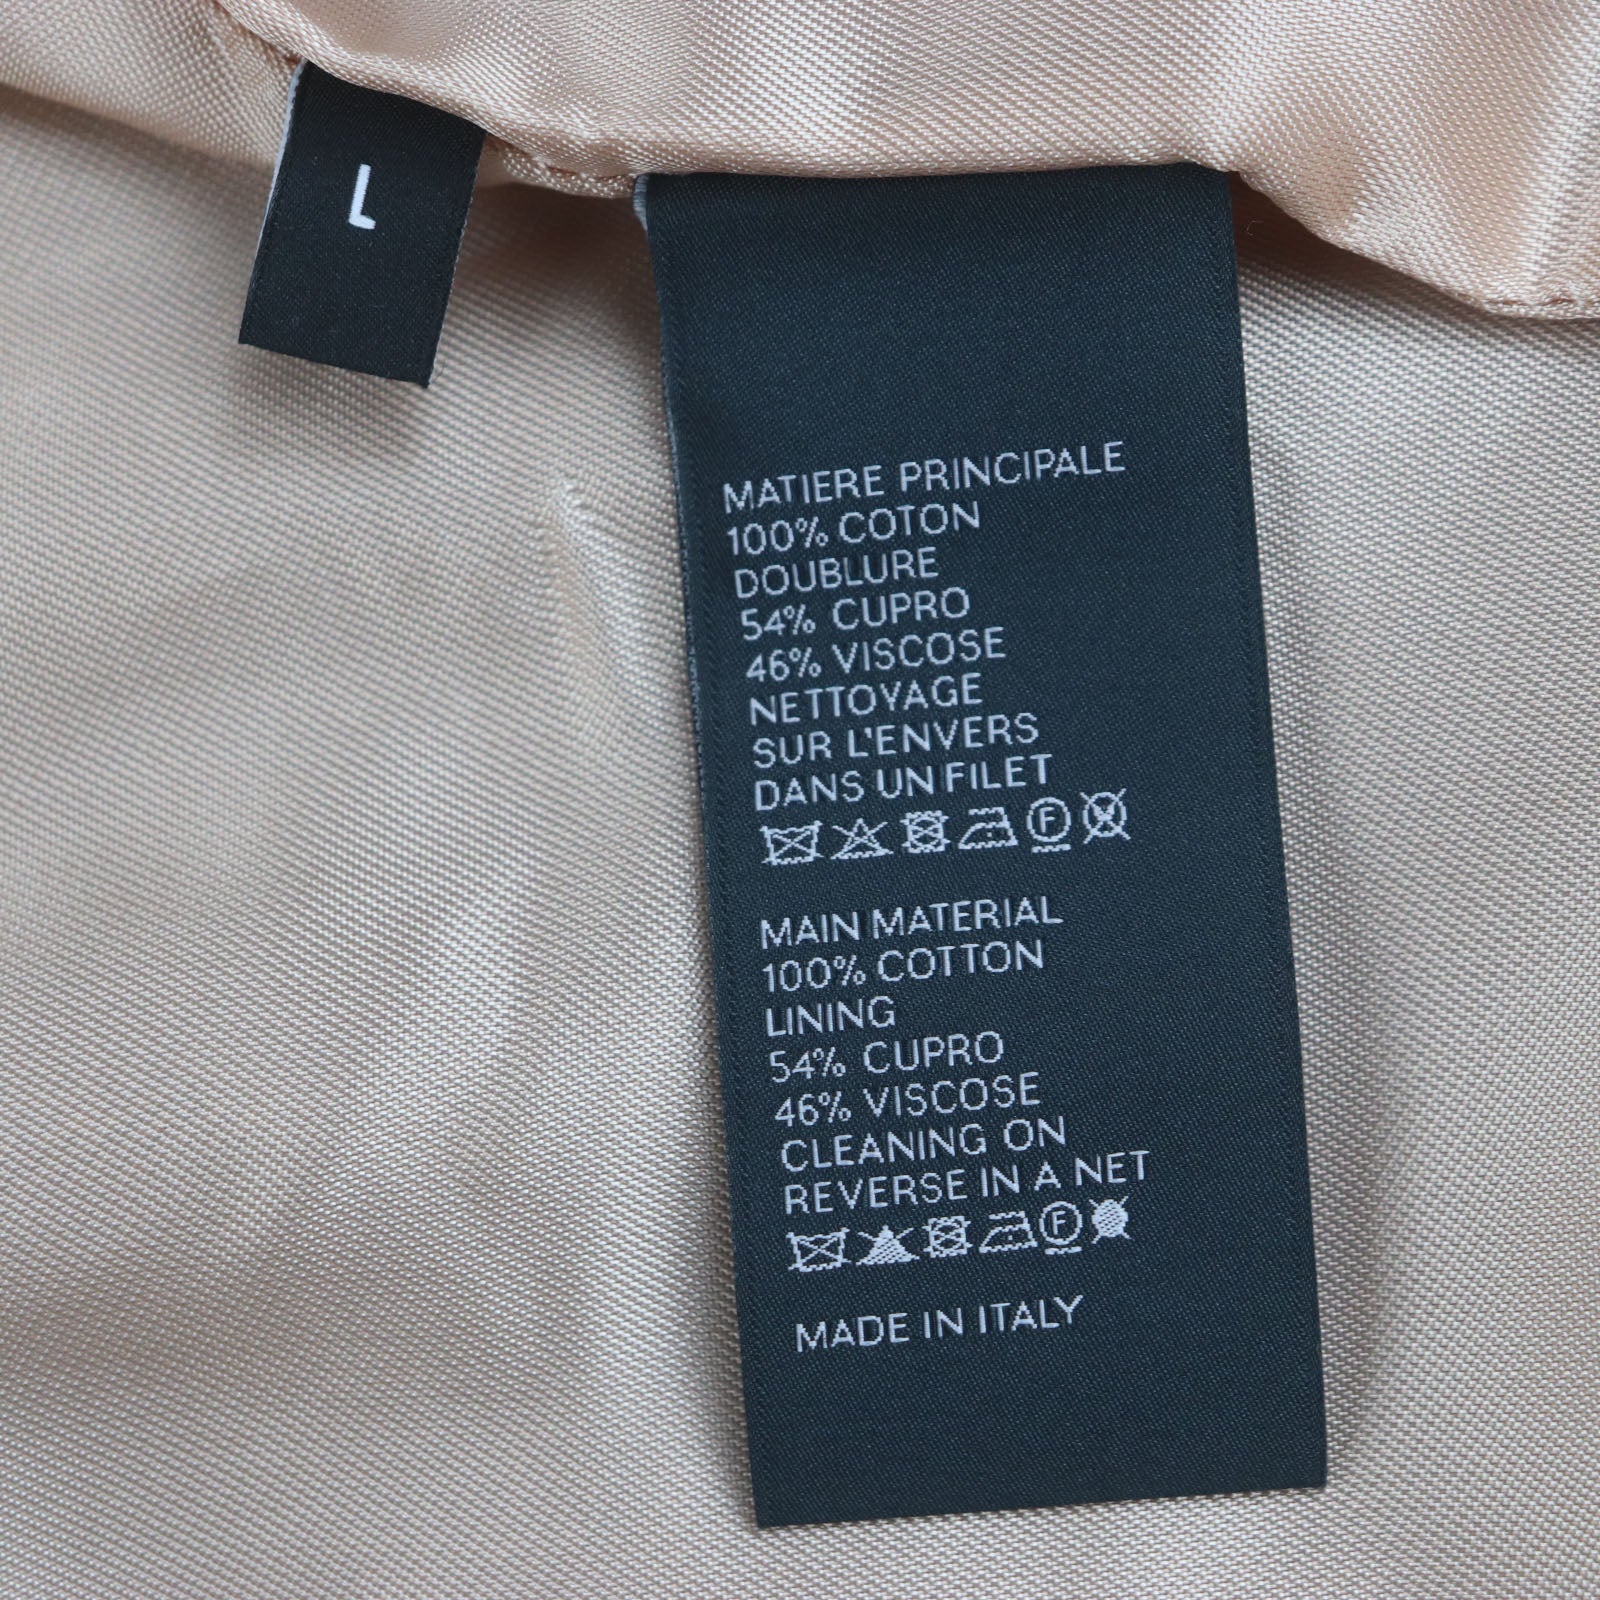 L
MATIERE PRINCIPALE
100% COTON
DOUBLURE
54% CUPRO
46% VISCOSE
NETTOYAGE
SUR L'ENVERS
DANS UN FILET
F
MAIN MATERIAL
100% COTTON
LINING
54% CUPRO
46% VISCOSE
CLEANING ON
REVERSE IN A NET
F
MADE IN ITALY